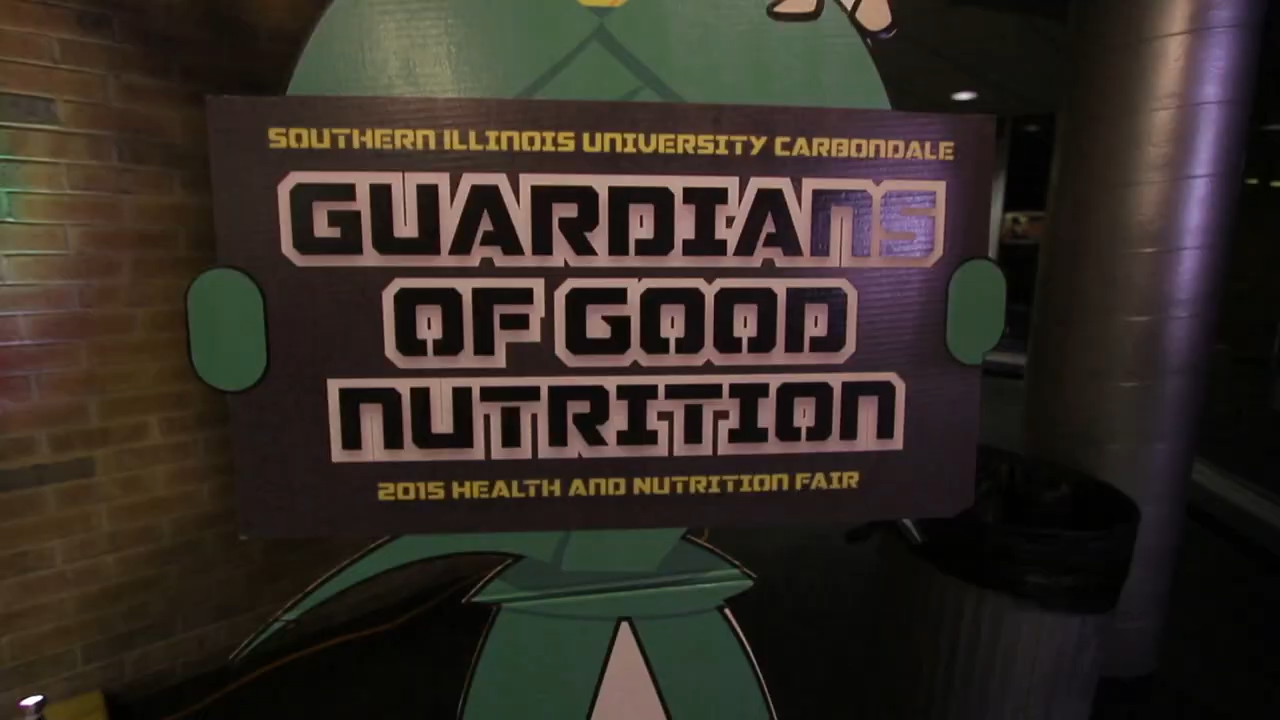 SOUTHERN ILLINOIS UNIVERSITY CARBONDALE
GUARDIANS
OF GOOD
NUTRITION
2015 HEALTH AND NUTRITION FAIR